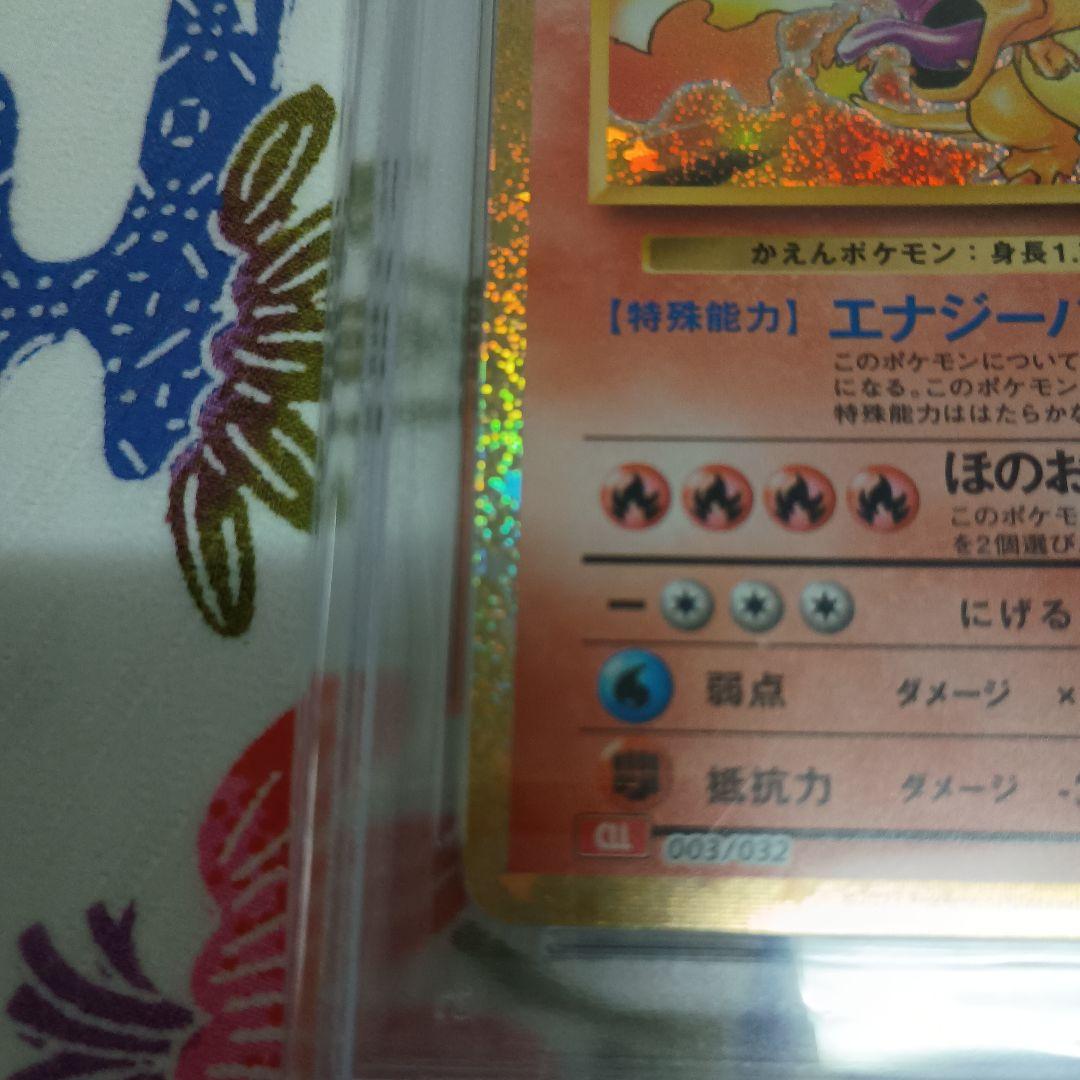 かえんポケモン：身長1.
【特殊能力】 エナジーバ
このポケモンについて
になる。このポケモン
特殊能力ははたらかな
ほのお
このポケモ
を2個選び
にげる
弱点 ダメージ ×
抵抗力 ダメージ -3
CLL 003/032